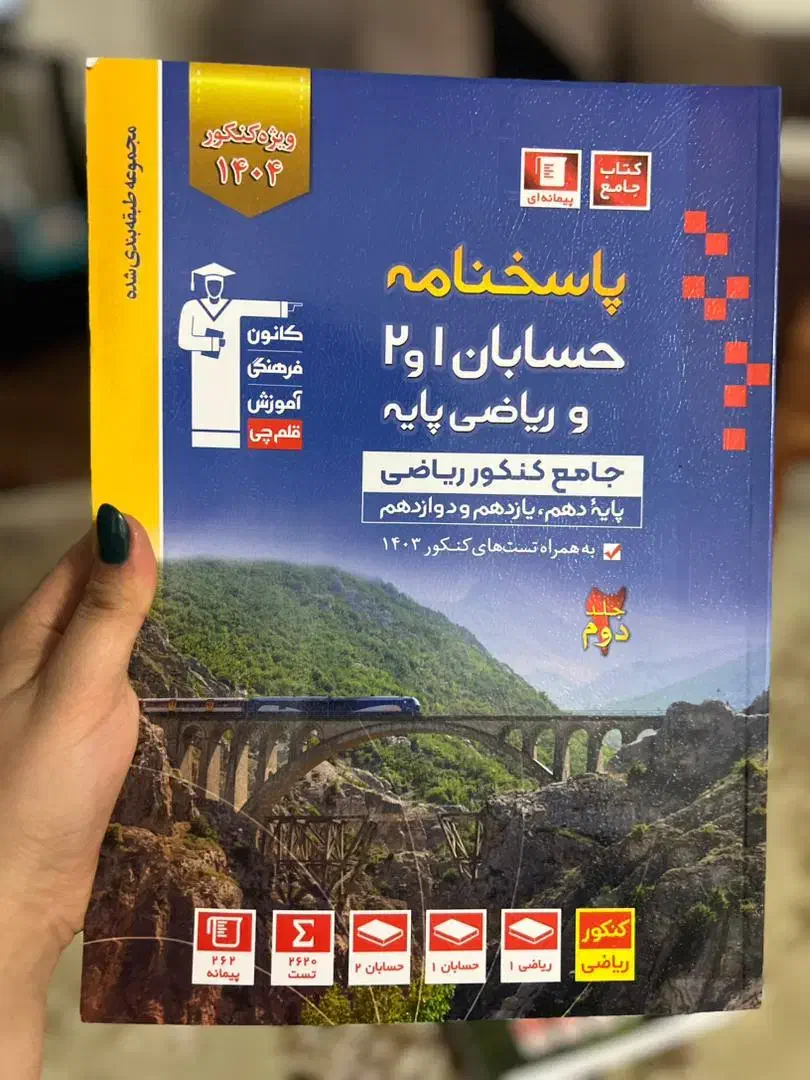 مجموعه طبقه‌بندی شده
ویژه کنکور
۱۴۰۴
کتاب
جامع
پیمانه‌ای
پاسخنامه
حسابان ۱ و ۲
و ریاضی پایه
جامع کنکور ریاضی
پایهٔ دهم، یازدهم و دوازدهم
به همراه تست‌های کنکور ۱۴۰۳
جلد
دوم
کانون
فرهنگی
آموزش
قلم‌چی
کنکور
ریاضی
ریاضی ۱
حسابان ۱
حسابان ۲
Σ
۲۶۲۰
تست
۲۶۲
پیمانه